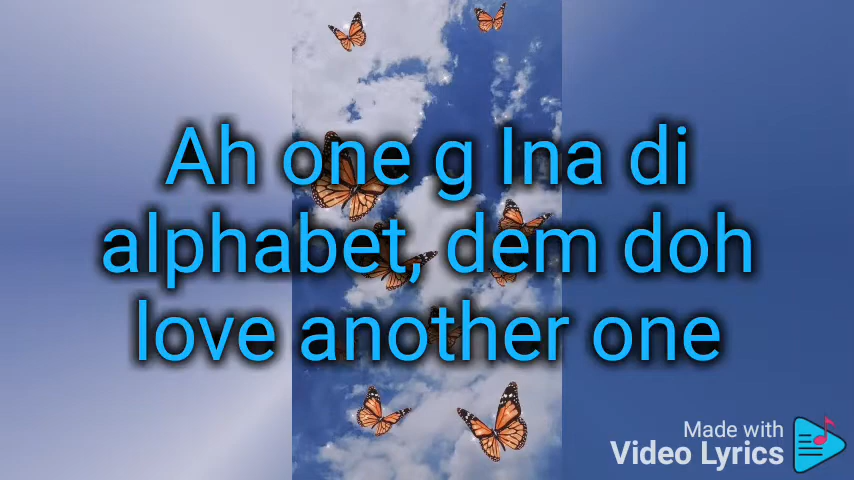 Ah one g Ina di
alphabet, dem doh
love another one
Made with
Video Lyrics